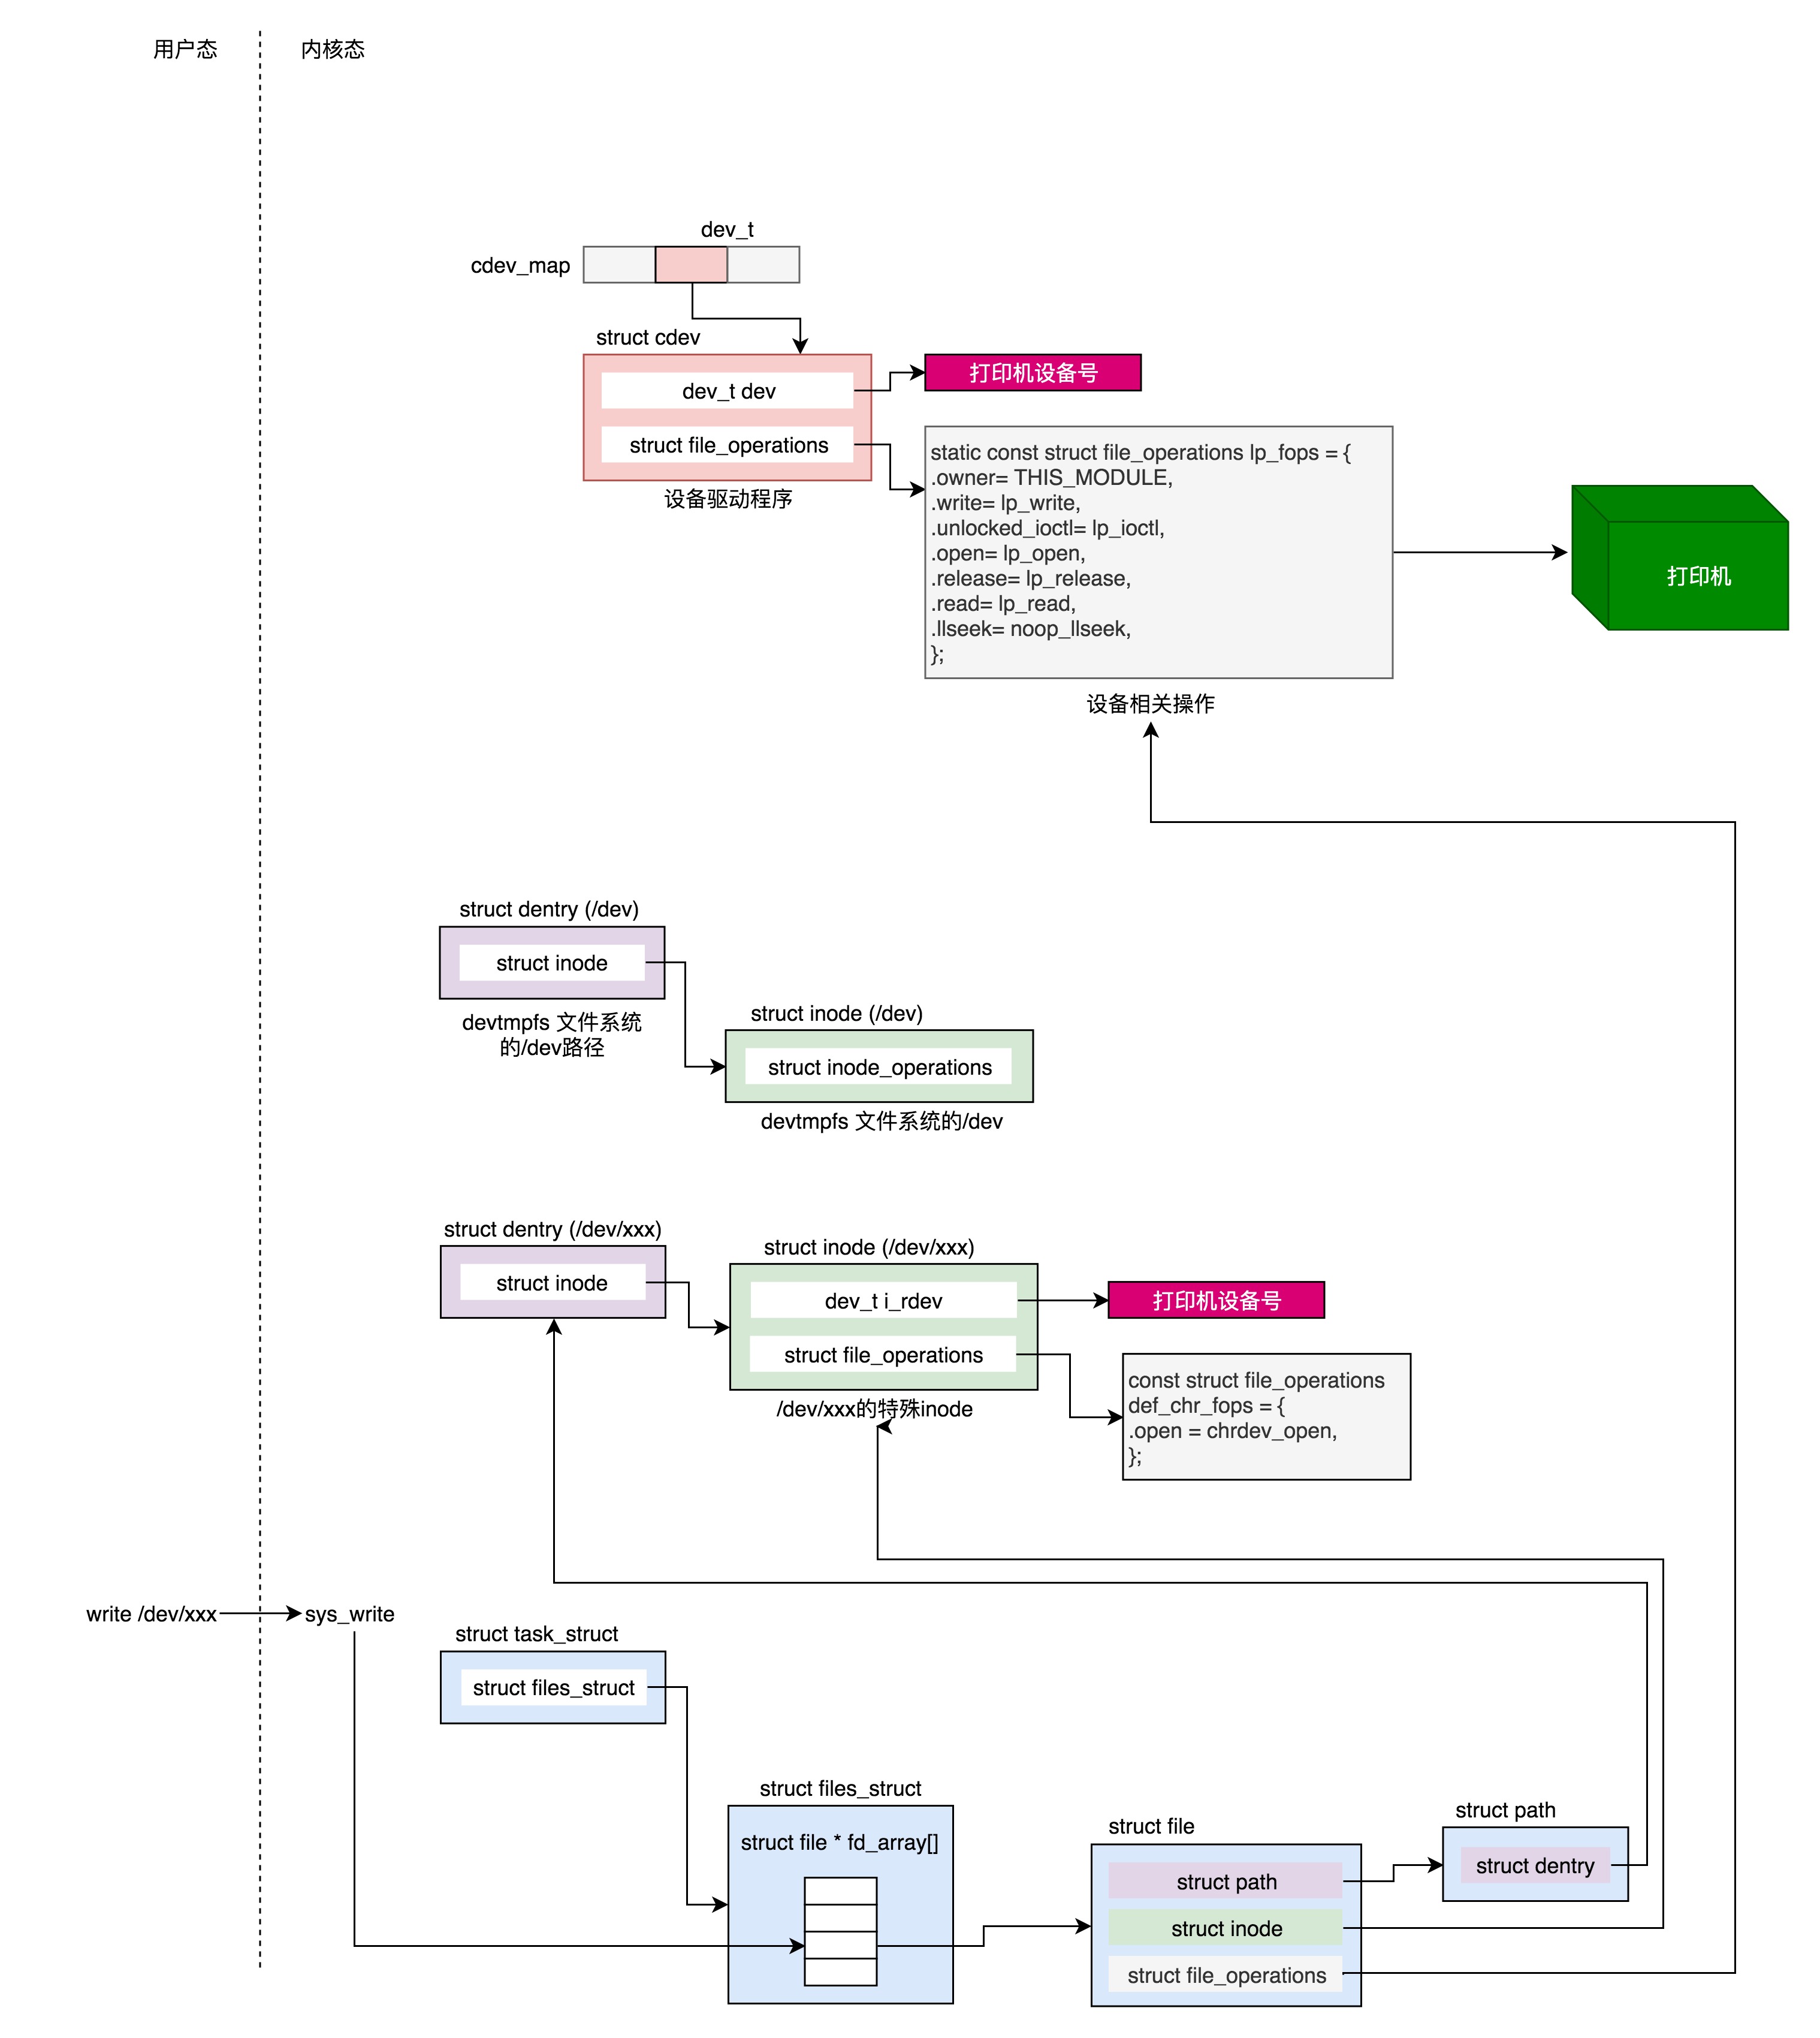 用户态
内核态
dev_t
cdev_map
struct cdev
dev_t dev
打印机设备号
struct file_operations
设备驱动程序
static const struct file_operations lp_fops = {
.owner= THIS_MODULE,
.write= lp_write,
.unlocked_ioctl= lp_ioctl,
.open= lp_open,
.release= lp_release,
.read= lp_read,
.llseek= noop_llseek,
};
打印机
设备相关操作
struct dentry (/dev)
struct inode
devtmpfs 文件系统
的/dev路径
struct inode (/dev)
struct inode_operations
devtmpfs 文件系统的/dev
struct dentry (/dev/xxx)
struct inode
struct inode (/dev/xxx)
dev_t i_rdev
打印机设备号
struct file_operations
/dev/xxx的特殊inode
const struct file_operations
def_chr_fops = {
.open = chrdev_open,
};
write /dev/xxx
sys_write
struct task_struct
struct files_struct
struct files_struct
struct file * fd_array[]
struct file
struct path
struct inode
struct file_operations
struct path
struct dentry